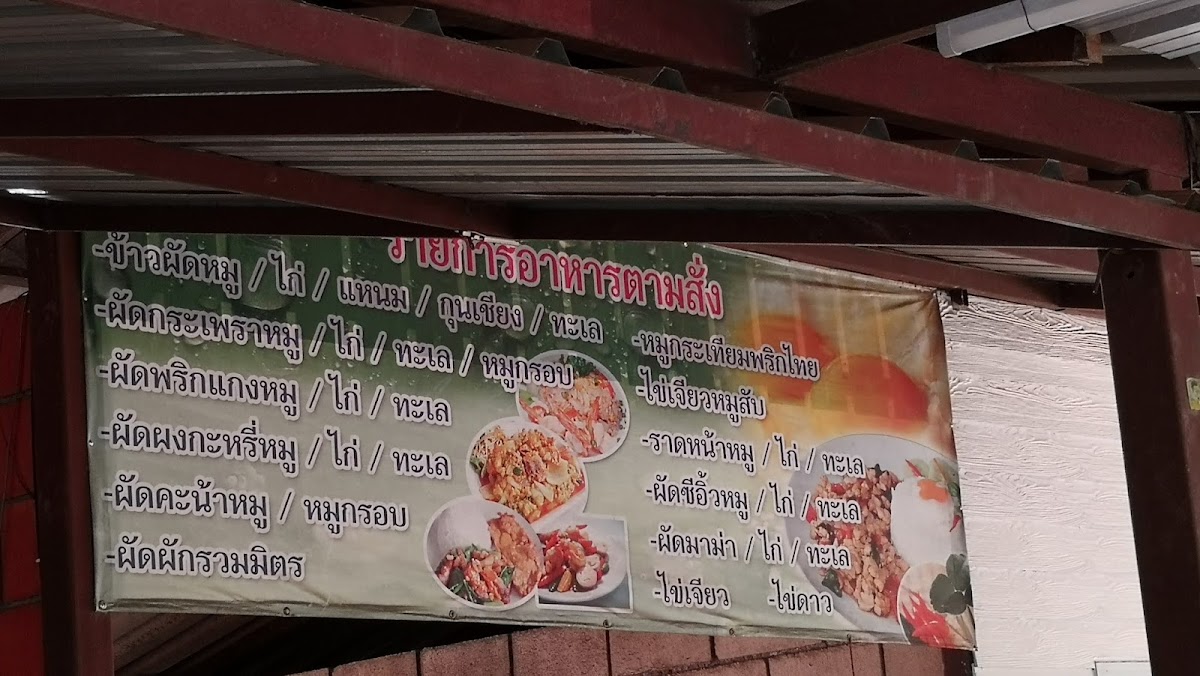 รายการอาหารตามสั่ง
-ข้าวผัดหมู / ไก่ / แหนม / กุนเชียง / ทะเล
-ผัดกระเพราหมู / ไก่ / ทะเล / หมูกรอบ
-ผัดพริกแกงหมู / ไก่ / ทะเล
-ผัดผงกะหรี่หมู / ไก่ / ทะเล
-ผัดคะน้าหมู / หมูกรอบ
-ผัดผักรวมมิตร
-หมูกระเทียมพริกไทย
-ไข่เจียวหมูสับ
-ราดหน้าหมู / ไก่ / ทะเล
-ผัดซีอิ้วหมู / ไก่ / ทะเล
-ผัดมาม่า / ไก่ / ทะเล
-ไข่เจียว -ไข่ดาว